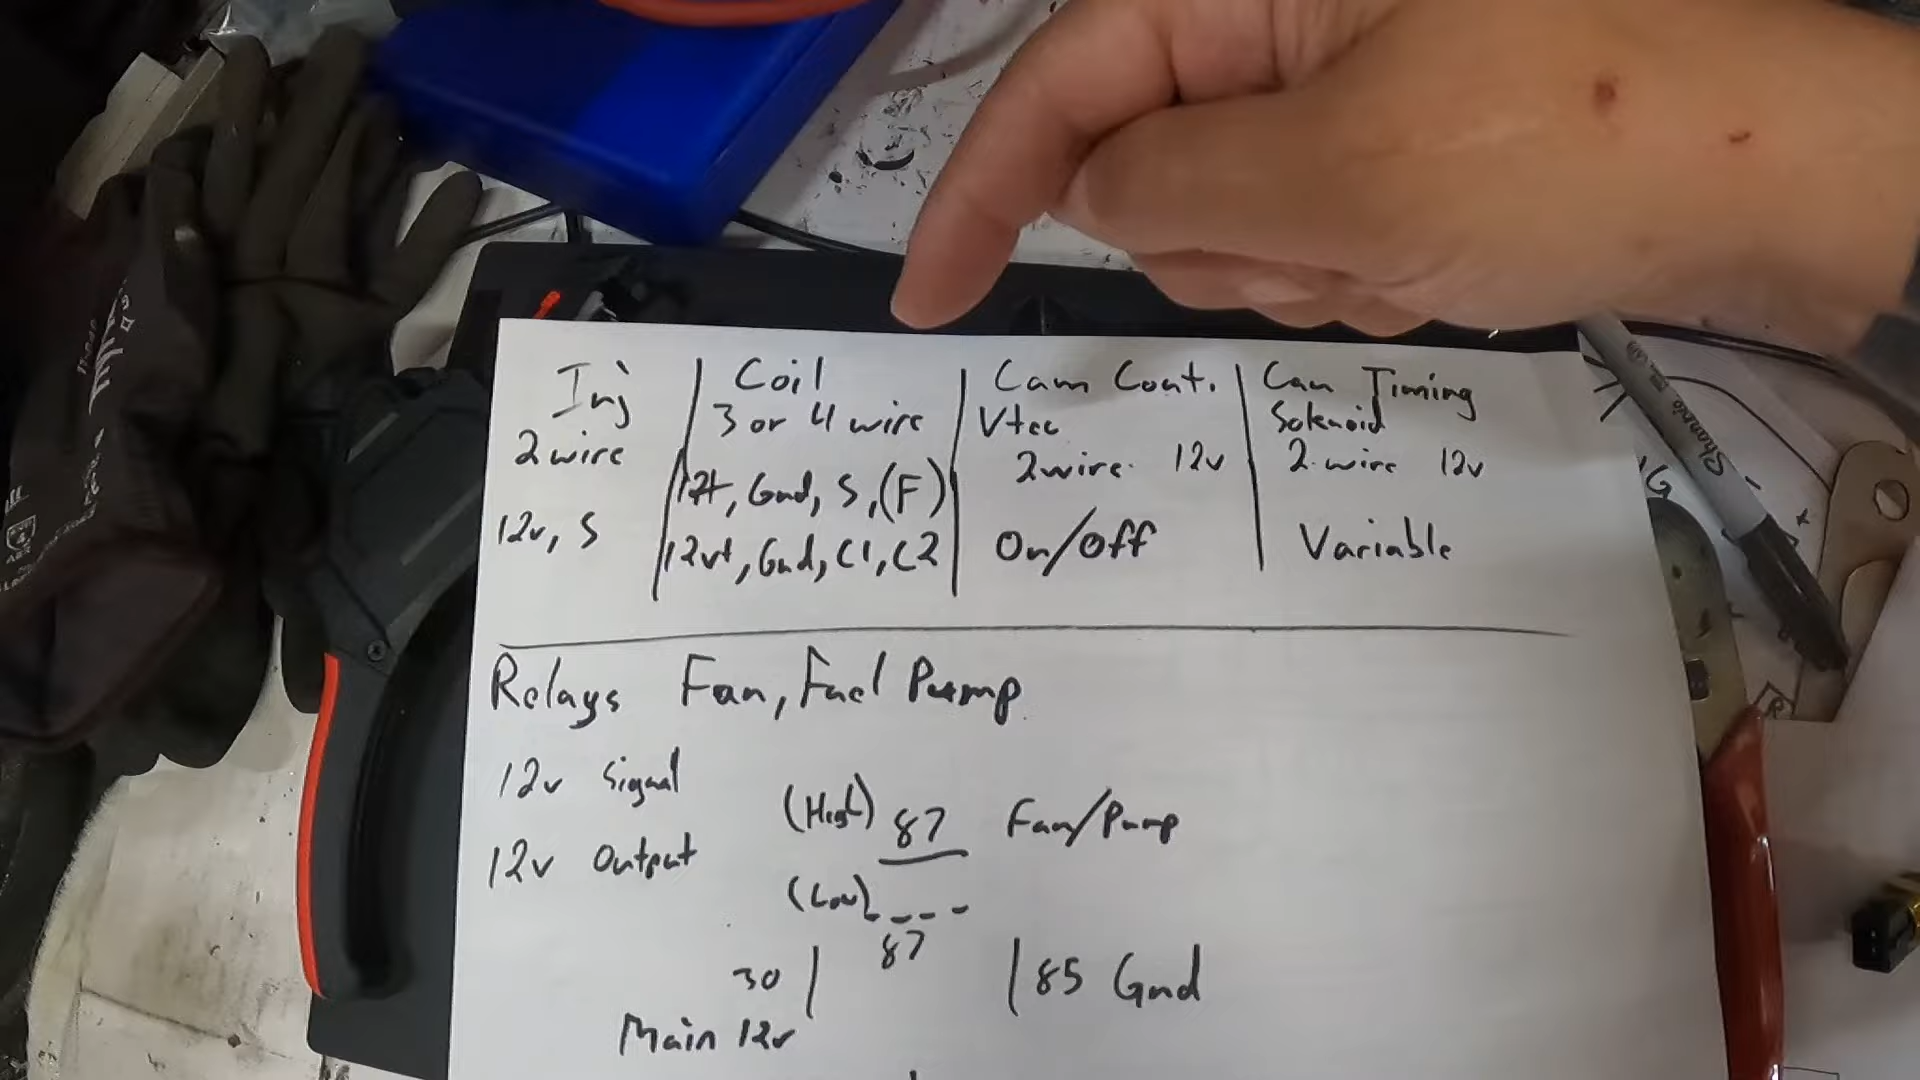 Inj
2 wire
12v, S
Coil
3 or 4 wire
12+, Gnd, S, (F)
12v+, Gnd, C1, C2
Cam Cont.
Vtec
2 wire 12v
On/Off
Cam Timing
Solenoid
2 wire 12v
Variable
Relays Fan, Fuel Pump
12v Signal
12v Output
(High) 87 Fan/Pump
(Low)
87
30
85 Gnd
Main 12v
Sharpie
G
R